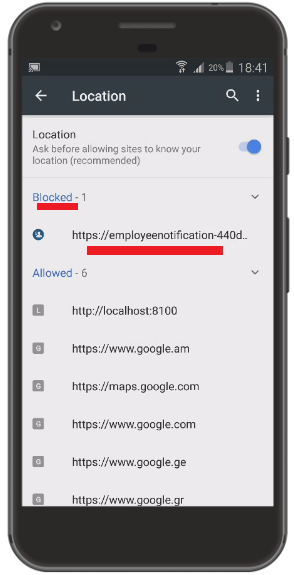 20% 18:41
Location
Location
Ask before allowing sites to know your
location (recommended)
Blocked - 1
https://employeenotification-440d..
Allowed - 6
L http://localhost:8100
G https://www.google.am
G https://maps.google.com
G https://www.google.com
G https://www.google.ge
G https://www.google.gr